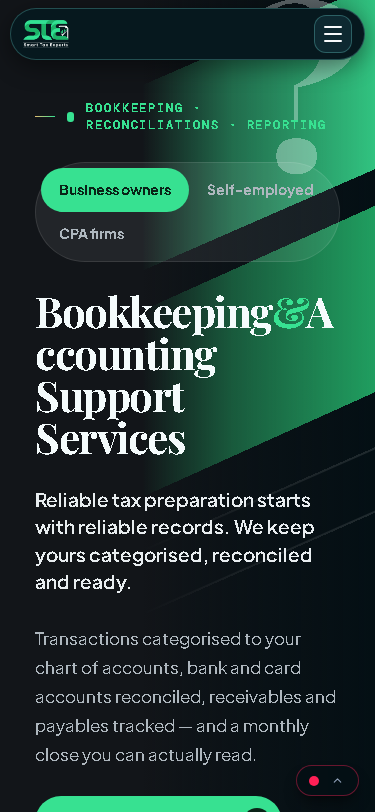 STE
Smart Tax Experts
BOOKKEEPING ·
RECONCILIATIONS · REPORTING
?
Business owners
Self-employed
CPA firms
Bookkeeping&A
ccounting
Support
Services
Reliable tax preparation starts
with reliable records. We keep
yours categorised, reconciled
and ready.
Transactions categorised to your
chart of accounts, bank and card
accounts reconciled, receivables and
payables tracked — and a monthly
close you can actually read.